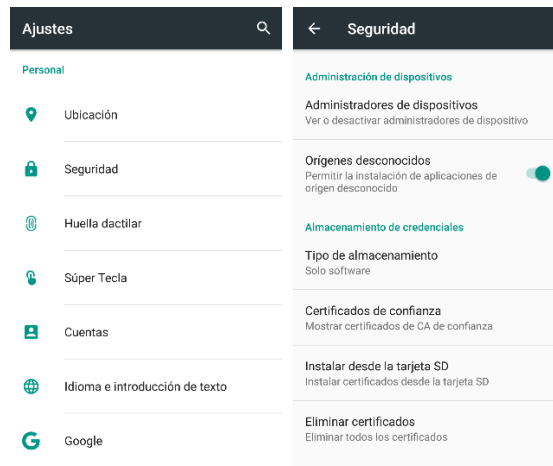 Ajustes
Personal
Ubicación
Seguridad
Huella dactilar
Súper Tecla
Cuentas
Idioma e introducción de texto
Google
Seguridad
Administración de dispositivos
Administradores de dispositivos
Ver o desactivar administradores de dispositivo
Orígenes desconocidos
Permitir la instalación de aplicaciones de
origen desconocido
Almacenamiento de credenciales
Tipo de almacenamiento
Solo software
Certificados de confianza
Mostrar certificados de CA de confianza
Instalar desde la tarjeta SD
Instalar certificados desde la tarjeta SD
Eliminar certificados
Eliminar todos los certificados